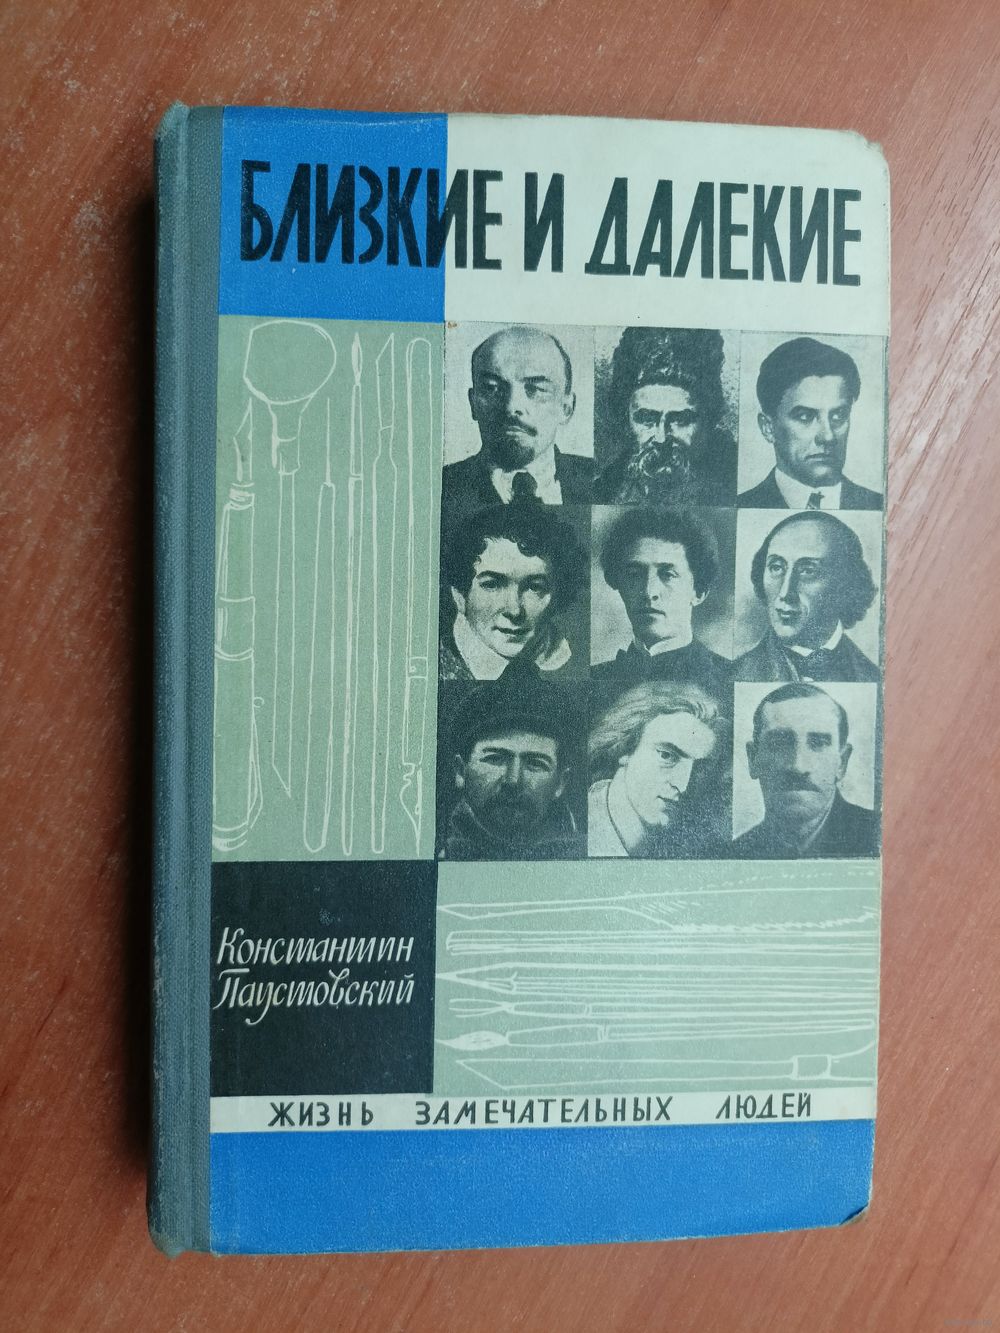 БЛИЗКИЕ И ДАЛЕКИЕ
Константин
Паустовский
ЖИЗНЬ ЗАМЕЧАТЕЛЬНЫХ ЛЮДЕЙ